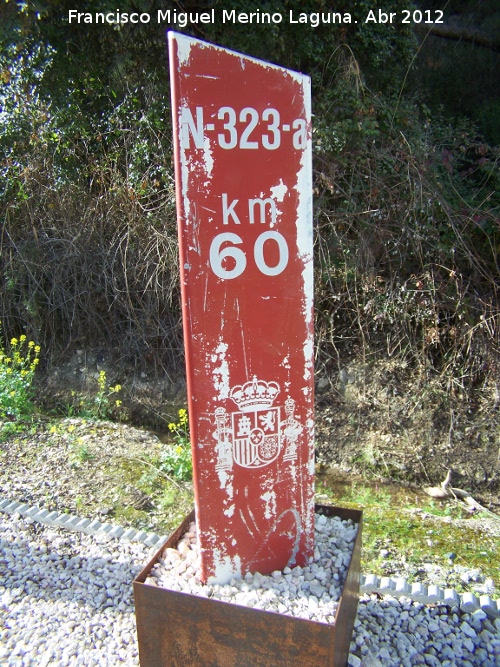 Francisco Miguel Merino Laguna. Abr 2012
N-323-a
km
60